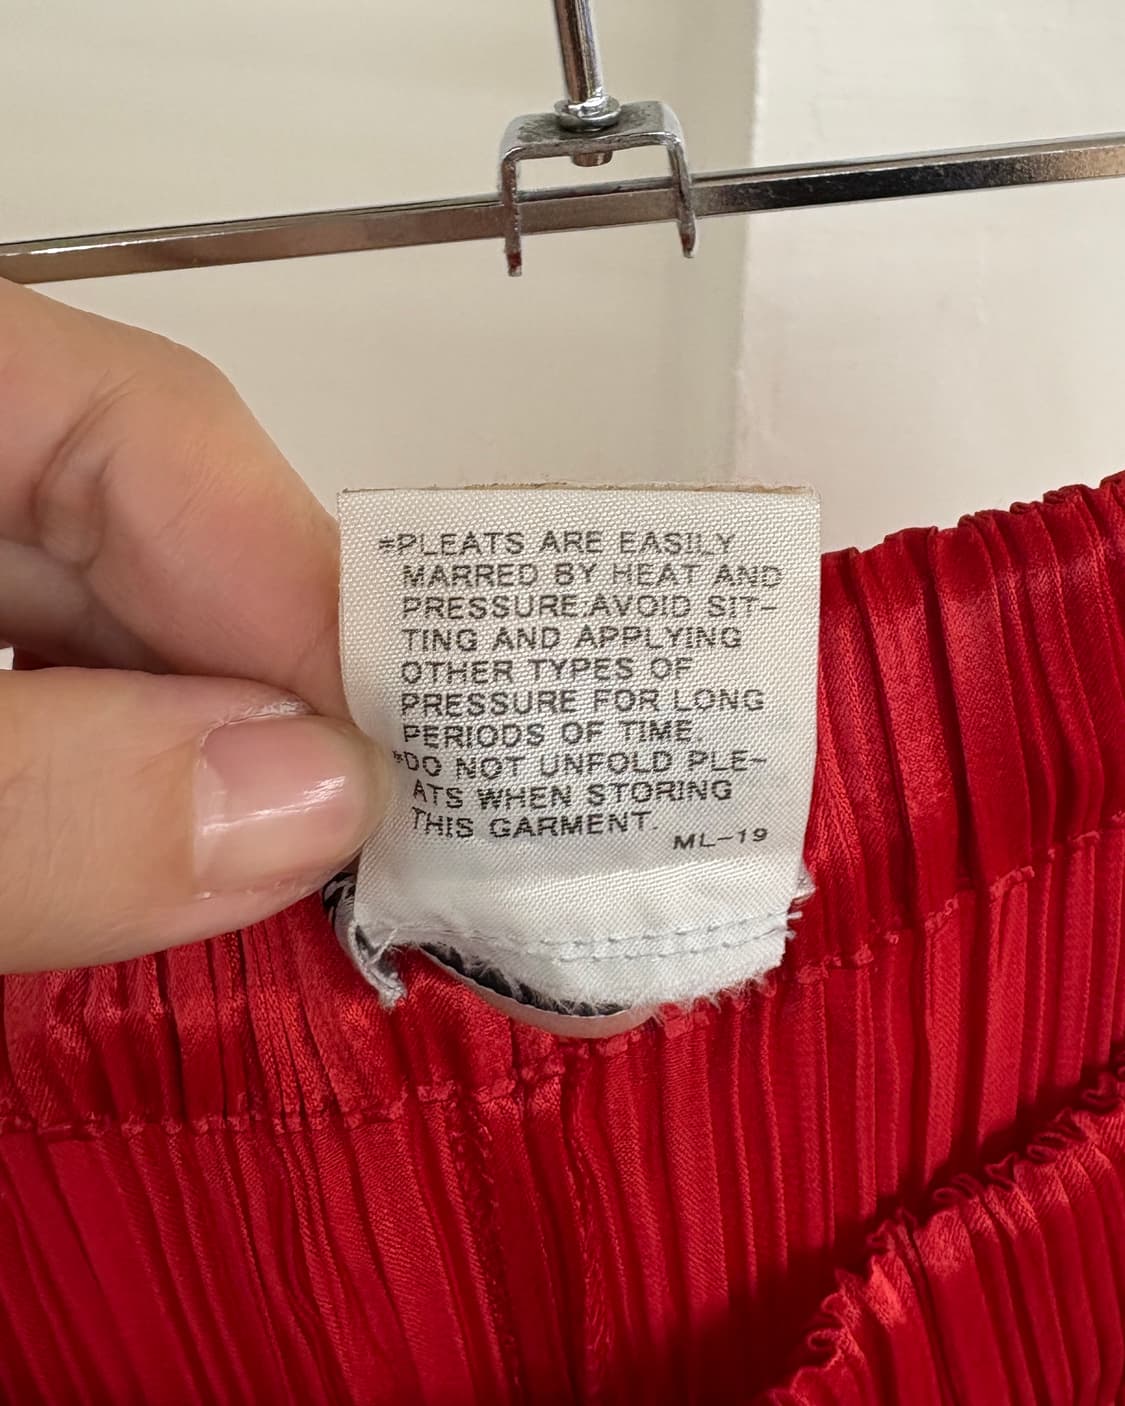 *PLEATS ARE EASILY
MARRED BY HEAT AND
PRESSURE.AVOID SIT-
TING AND APPLYING
OTHER TYPES OF
PRESSURE FOR LONG
PERIODS OF TIME.
*DO NOT UNFOLD PLE-
ATS WHEN STORING
THIS GARMENT.
ML-19